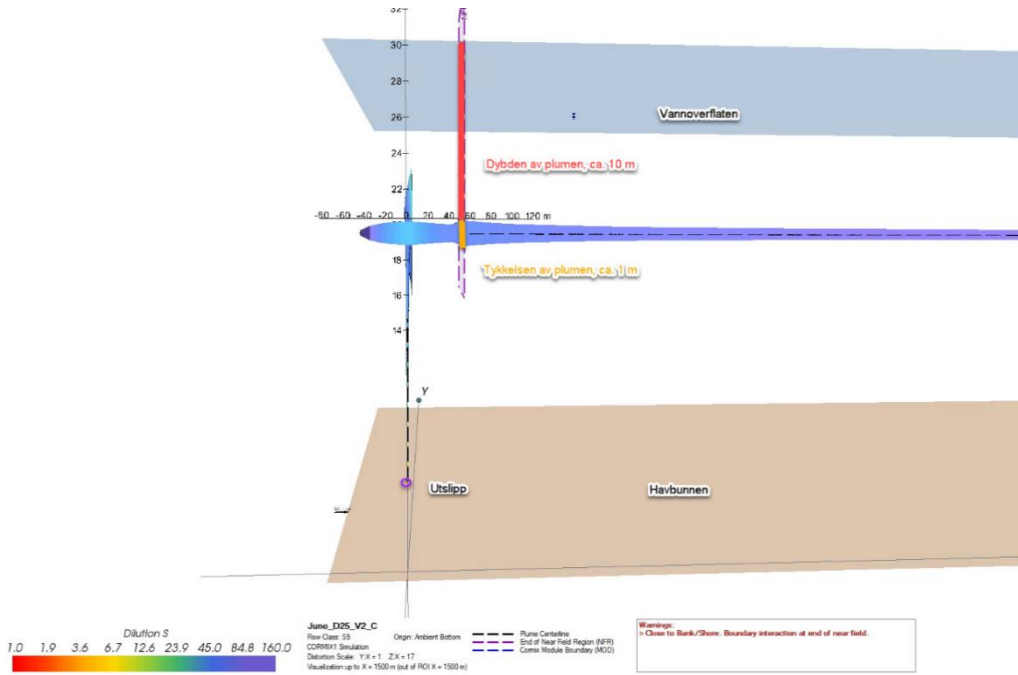 32
Z
30
28
26
24
22
18
16
14
Vannoverflaten
Dybden av plumen, ca. 10 m
-80 -60 -40 -20 0 20 40 60 80 100 120 m
Tykkelsen av plumen, ca. 1 m
Y
Utslipp
Havbunnen
Dilution S
1.0 1.9 3.6 6.7 12.6 23.9 45.0 84.8 160.0
June_D25_V2_C
Flow Class: S5 Origin: Ambient Bottom
CORMIX1 Simulation
Distortion Scale: Y:X = 1 Z:X = 17
Visualization up to X = 1500 m (out of ROI X = 1500 m)
Plume Centerline
End of Near Field Region (NFR)
Cormix Module Boundary (MOD)
Warnings:
> Close to Bank/Shore. Boundary interaction at end of near field.